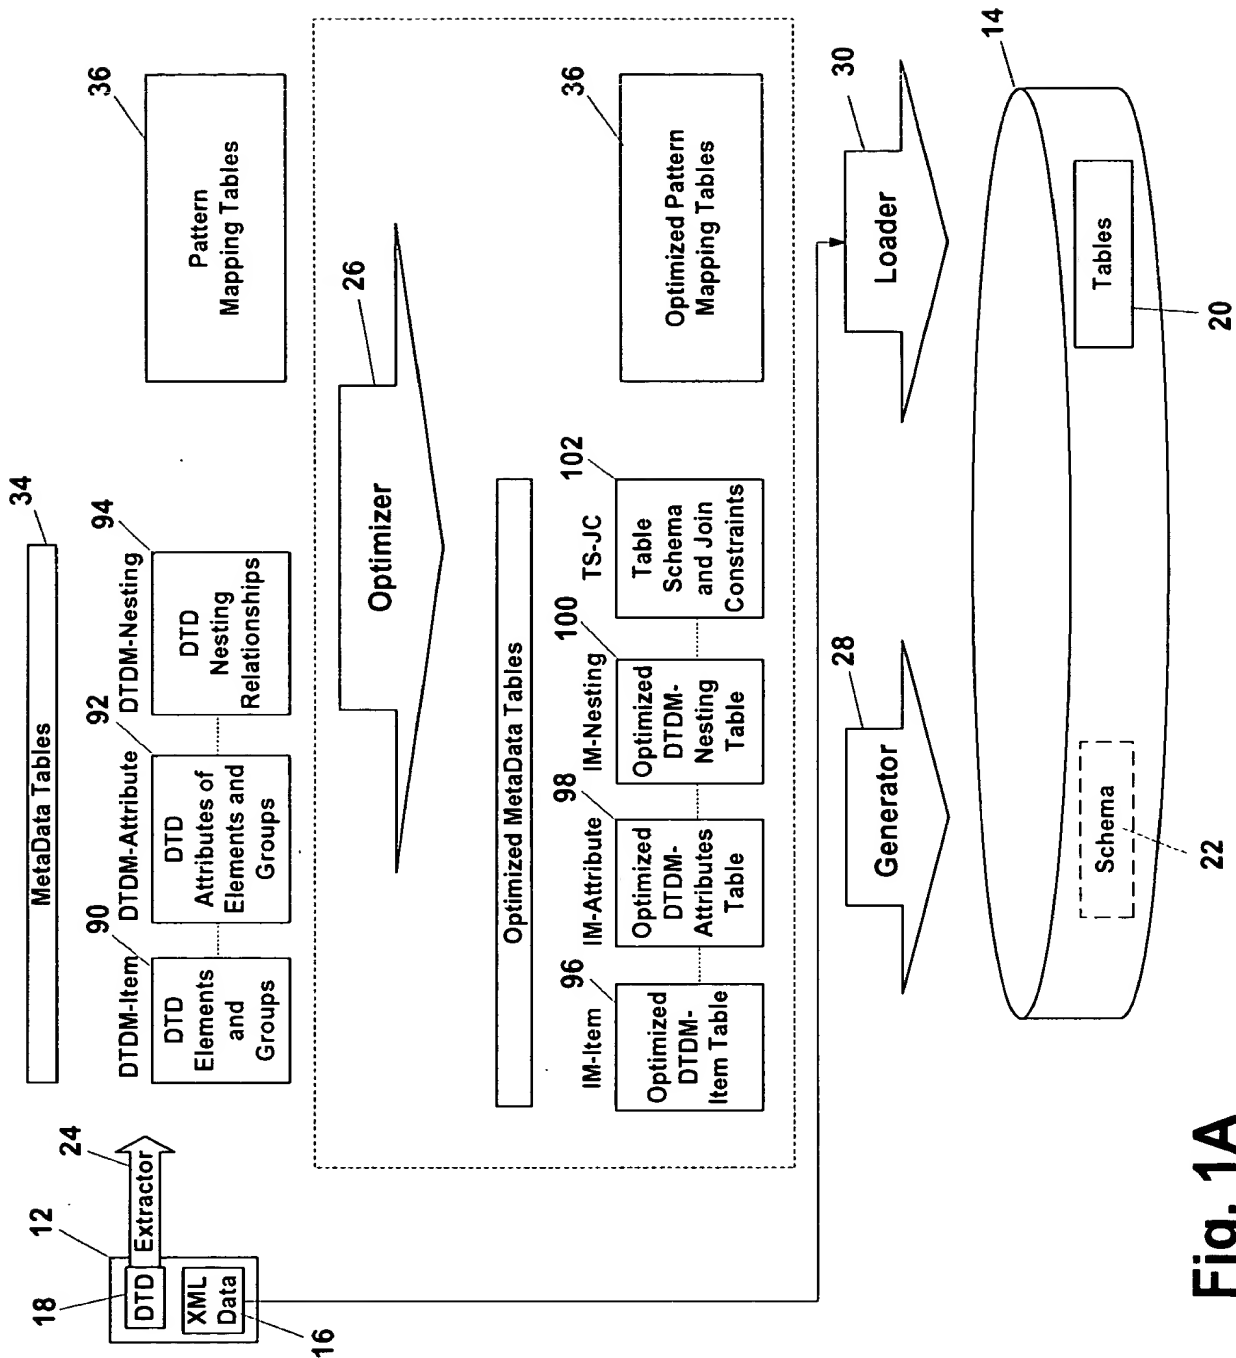 12
18
DTD
Extractor
24
XML
Data
16
34
MetaData Tables
DTDM-Item
90
DTD
Elements
and
Groups
DTDM-Attribute
92
DTD
Attributes of
Elements and
Groups
DTDM-Nesting
94
DTD
Nesting
Relationships
36
Pattern
Mapping Tables
Optimizer
26
Optimized MetaData Tables
IM-Item
96
Optimized
DTDM-
Item Table
IM-Attribute
98
Optimized
DTDM-
Attributes
Table
IM-Nesting
100
Optimized
DTDM-
Nesting
Table
TS-JC
102
Table
Schema
and Join
Constraints
36
Optimized Pattern
Mapping Tables
Generator
28
Loader
30
14
Schema
22
Tables
20
Fig. 1A